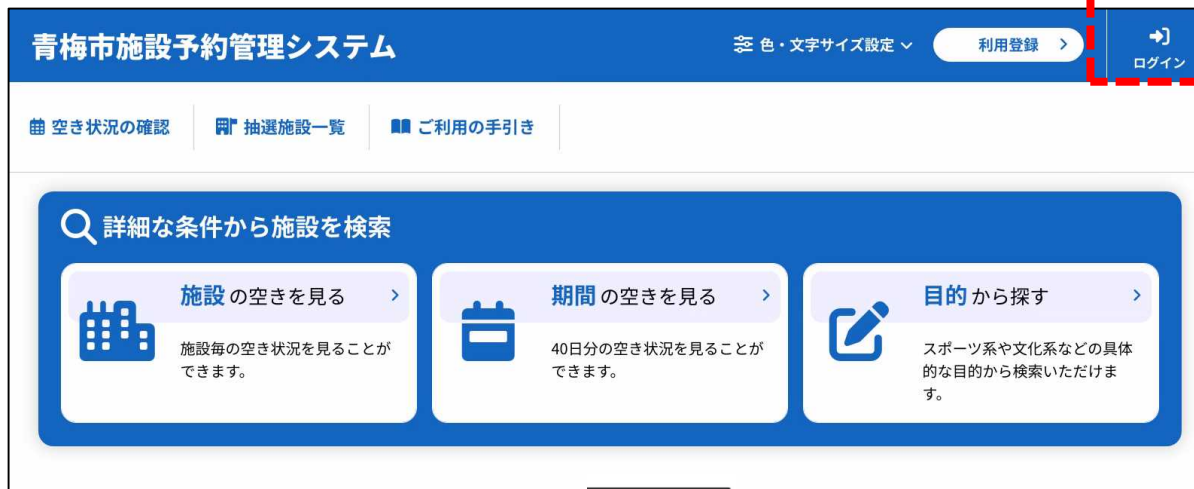 青梅市施設予約管理システム
色・文字サイズ設定
利用登録
ログイン
空き状況の確認
抽選施設一覧
ご利用の手引き
詳細な条件から施設を検索
施設の空きを見る
施設毎の空き状況を見ることが
できます。
期間の空きを見る
40日分の空き状況を見ることが
できます。
目的から探す
スポーツ系や文化系などの具体
的な目的から検索いただけま
す。